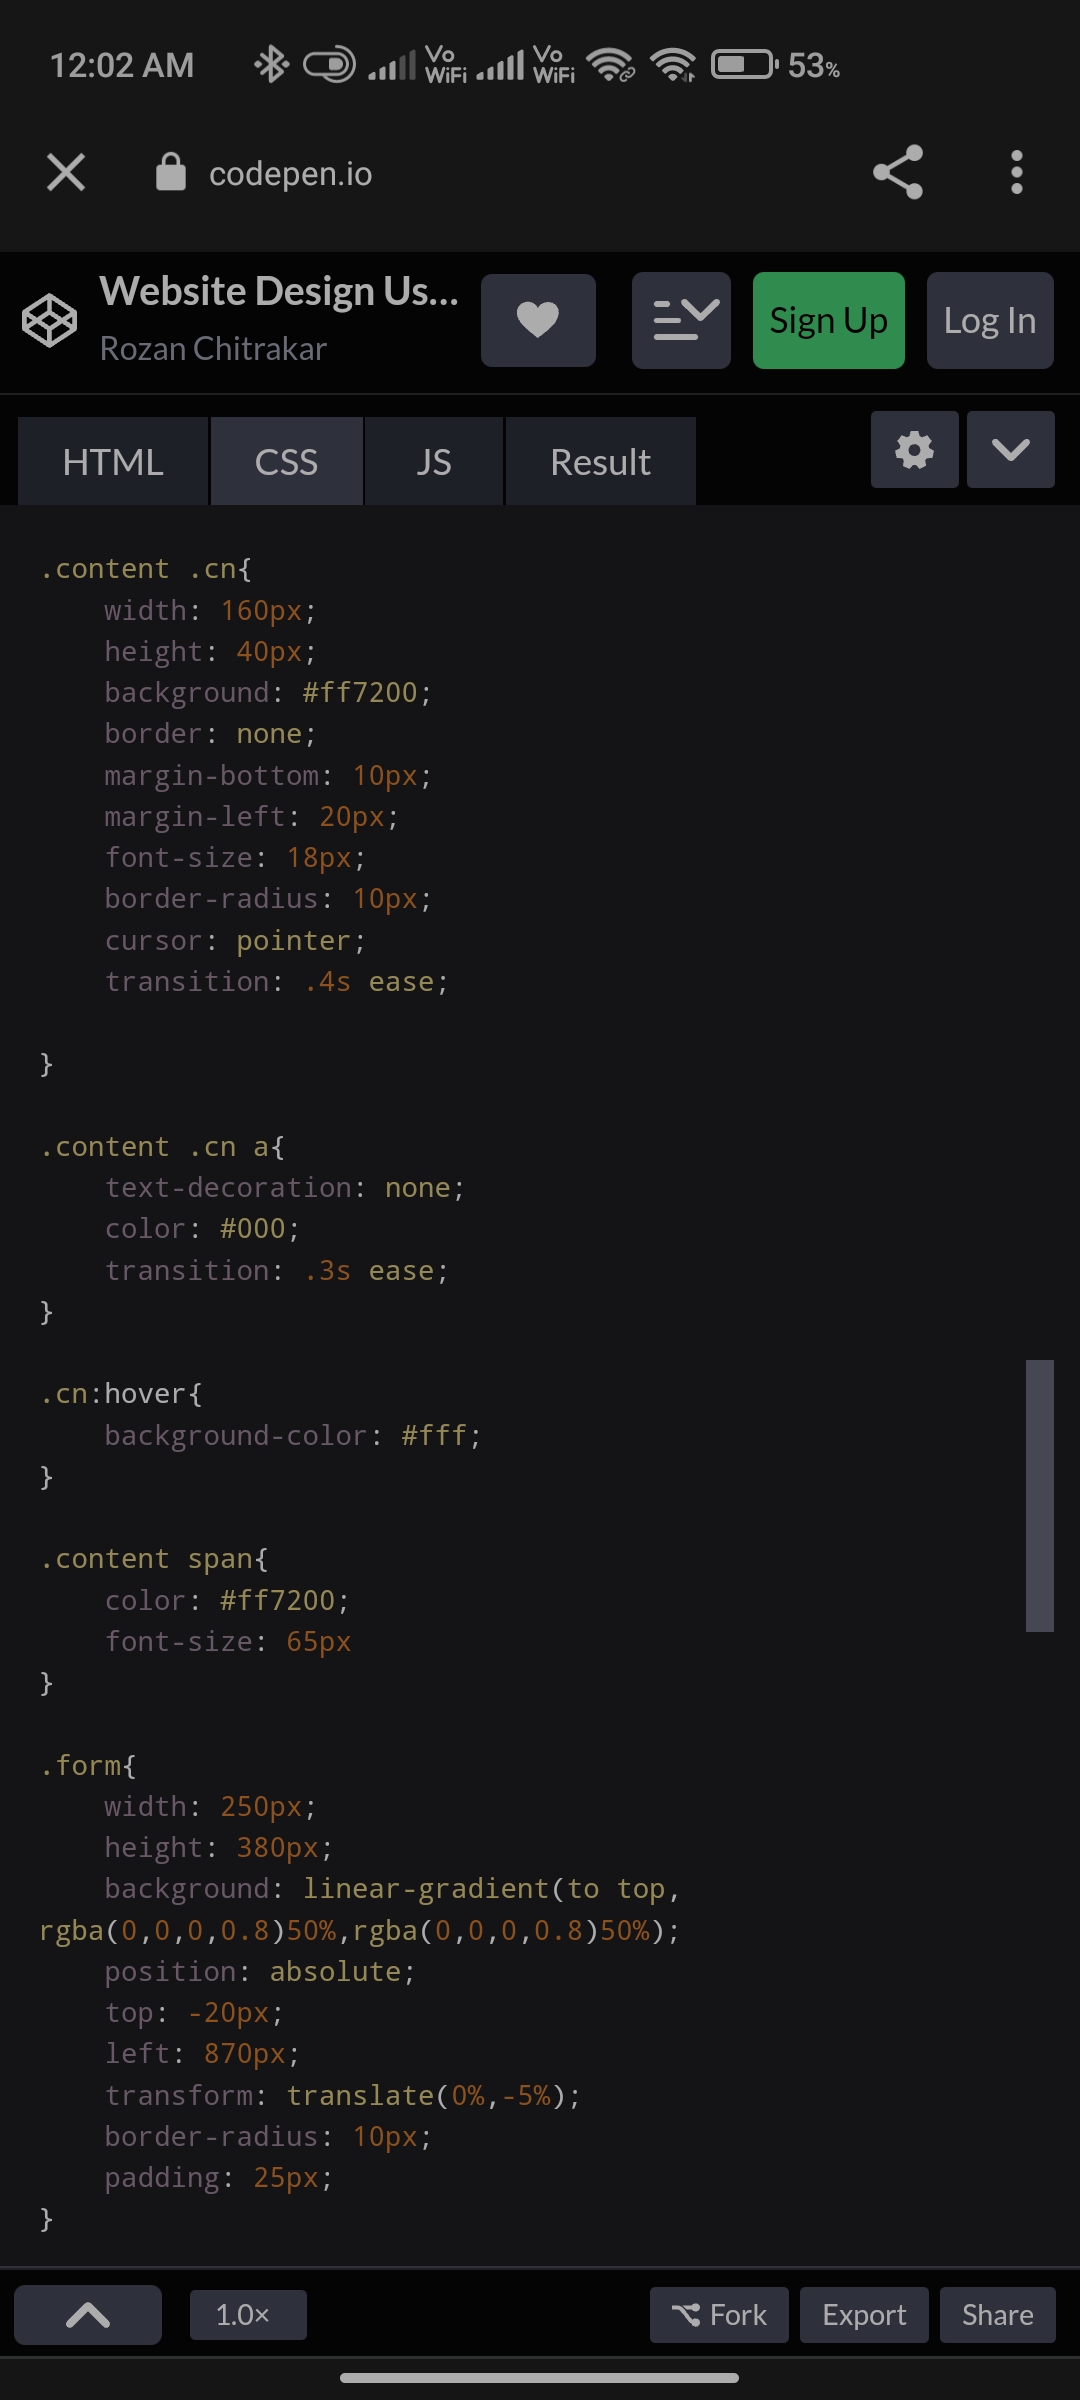 12:02 AM Vo WiFi Vo WiFi 53%
codepen.io
Website Design Us...
Rozan Chitrakar
Sign Up
Log In
HTML CSS JS Result
.content .cn{
    width: 160px;
    height: 40px;
    background: #ff7200;
    border: none;
    margin-bottom: 10px;
    margin-left: 20px;
    font-size: 18px;
    border-radius: 10px;
    cursor: pointer;
    transition: .4s ease;

}

.content .cn a{
    text-decoration: none;
    color: #000;
    transition: .3s ease;
}

.cn:hover{
    background-color: #fff;
}

.content span{
    color: #ff7200;
    font-size: 65px
}

.form{
    width: 250px;
    height: 380px;
    background: linear-gradient(to top,
rgba(0,0,0,0.8)50%,rgba(0,0,0,0.8)50%);
    position: absolute;
    top: -20px;
    left: 870px;
    transform: translate(0%,-5%);
    border-radius: 10px;
    padding: 25px;
}
1.0× Fork Export Share